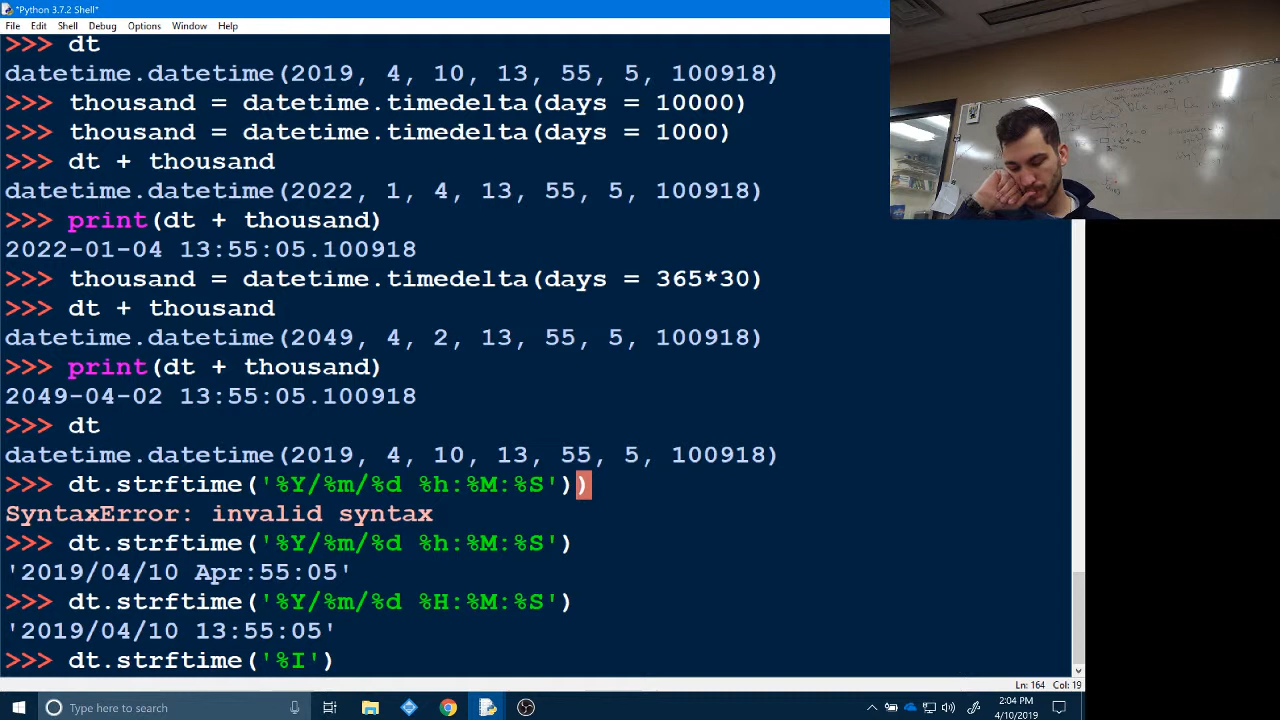 *Python 3.7.2 Shell*
File Edit Shell Debug Options Window Help
>>> dt
datetime.datetime(2019, 4, 10, 13, 55, 5, 100918)
>>> thousand = datetime.timedelta(days = 10000)
>>> thousand = datetime.timedelta(days = 1000)
>>> dt + thousand
datetime.datetime(2022, 1, 4, 13, 55, 5, 100918)
>>> print(dt + thousand)
2022-01-04 13:55:05.100918
>>> thousand = datetime.timedelta(days = 365*30)
>>> dt + thousand
datetime.datetime(2049, 4, 2, 13, 55, 5, 100918)
>>> print(dt + thousand)
2049-04-02 13:55:05.100918
>>> dt
datetime.datetime(2019, 4, 10, 13, 55, 5, 100918)
>>> dt.strftime('%Y/%m/%d %h:%M:%S'))
SyntaxError: invalid syntax
>>> dt.strftime('%Y/%m/%d %h:%M:%S')
'2019/04/10 Apr:55:05'
>>> dt.strftime('%Y/%m/%d %H:%M:%S')
'2019/04/10 13:55:05'
>>> dt.strftime('%I')
Ln: 164 Col: 19
Type here to search
2:04 PM
4/10/2019